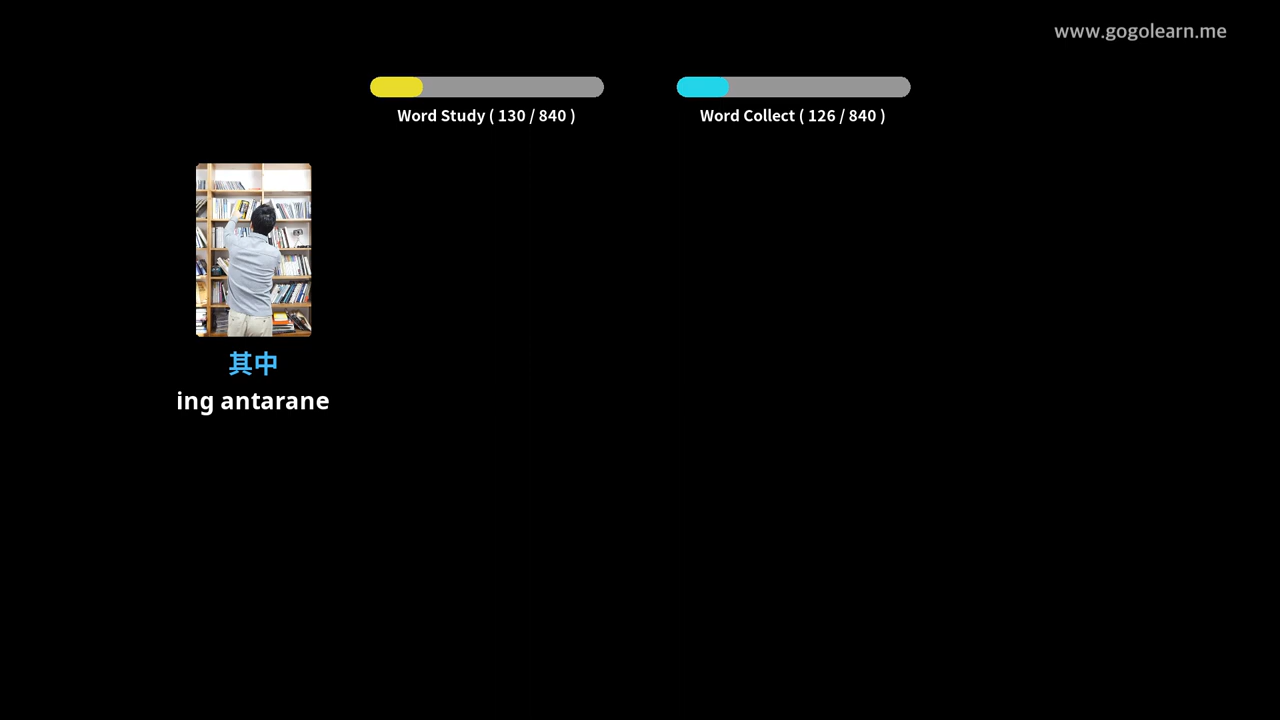 www.gogolearn.me
Word Study ( 130 / 840 )
Word Collect ( 126 / 840 )
其中
ing antarane